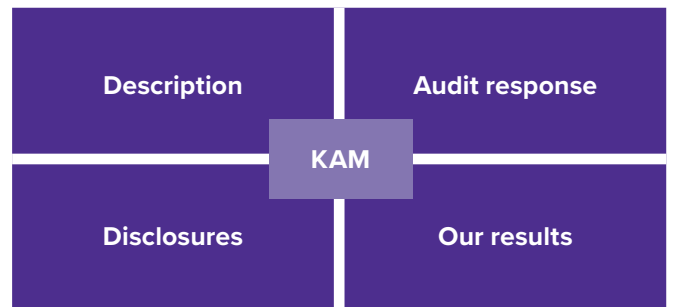 Description
Audit response
KAM
Disclosures
Our results